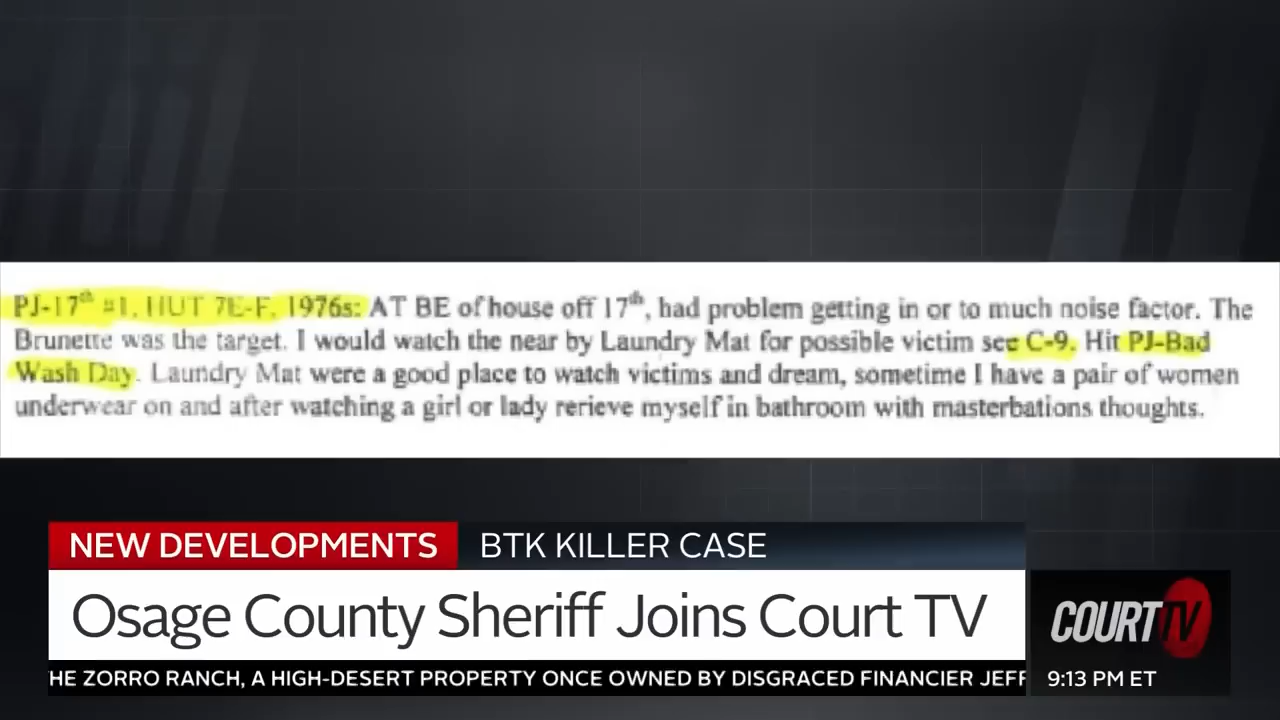 PJ-17th #1, HUT 7E-F, 1976s: AT BE of house off 17th, had problem getting in or to much noise factor. The
Brunette was the target. I would watch the near by Laundry Mat for possible victim see C-9. Hit PJ-Bad
Wash Day. Laundry Mat were a good place to watch victims and dream, sometime I have a pair of women
underwear on and after watching a girl or lady rerieve myself in bathroom with masterbations thoughts.
NEW DEVELOPMENTS BTK KILLER CASE
Osage County Sheriff Joins Court TV
COURT TV
HE ZORRO RANCH, A HIGH-DESERT PROPERTY ONCE OWNED BY DISGRACED FINANCIER JEFF
9:13 PM ET